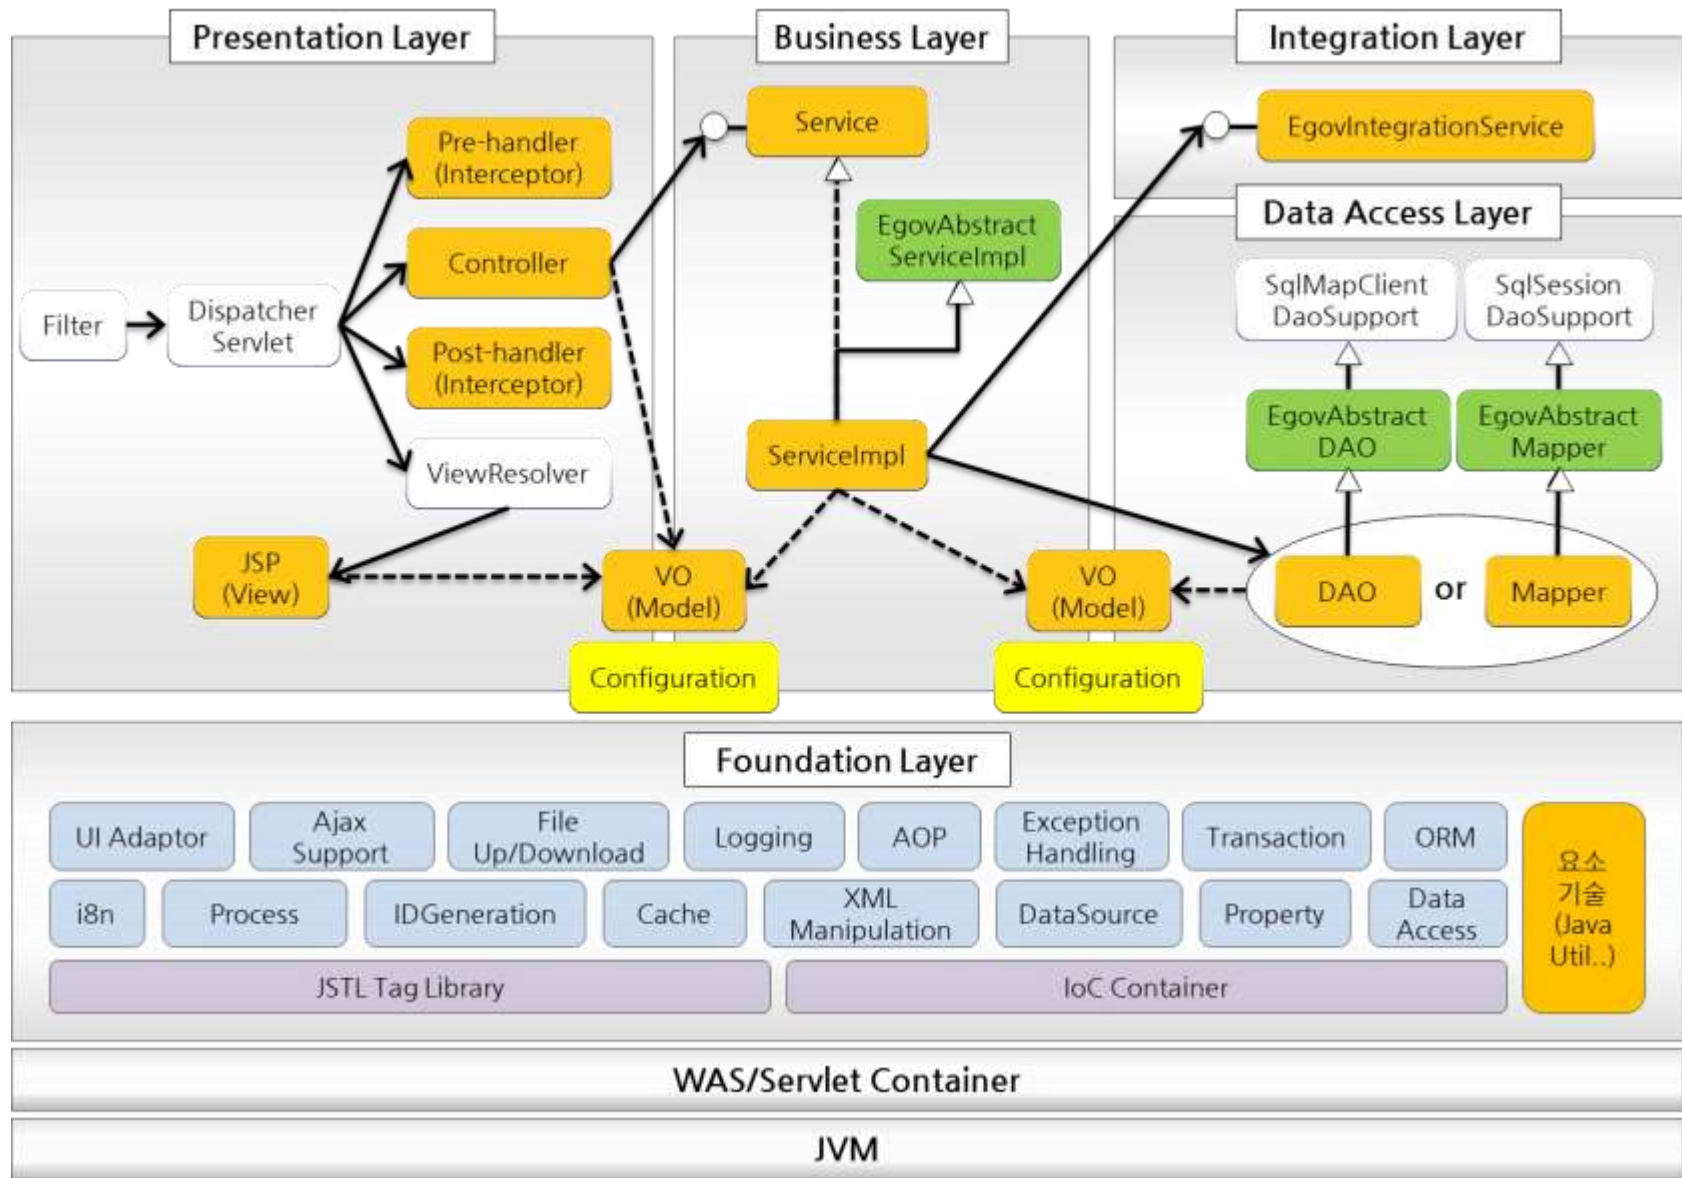 Presentation Layer
Business Layer
Integration Layer
Pre-handler
(Interceptor)
Service
EgovIntegrationService
Data Access Layer
EgovAbstract
ServiceImpl
Controller
SqlMapClient
DaoSupport
SqlSession
DaoSupport
Filter
Dispatcher
Servlet
Post-handler
(Interceptor)
EgovAbstract
DAO
EgovAbstract
Mapper
ViewResolver
ServiceImpl
JSP
(View)
VO
(Model)
VO
(Model)
DAO
or
Mapper
Configuration
Configuration
Foundation Layer
UI Adaptor
Ajax
Support
File
Up/Download
Logging
AOP
Exception
Handling
Transaction
ORM
i8n
Process
IDGeneration
Cache
XML
Manipulation
DataSource
Property
Data
Access
요소
기술
(Java
Util..)
JSTL Tag Library
IoC Container
WAS/Servlet Container
JVM